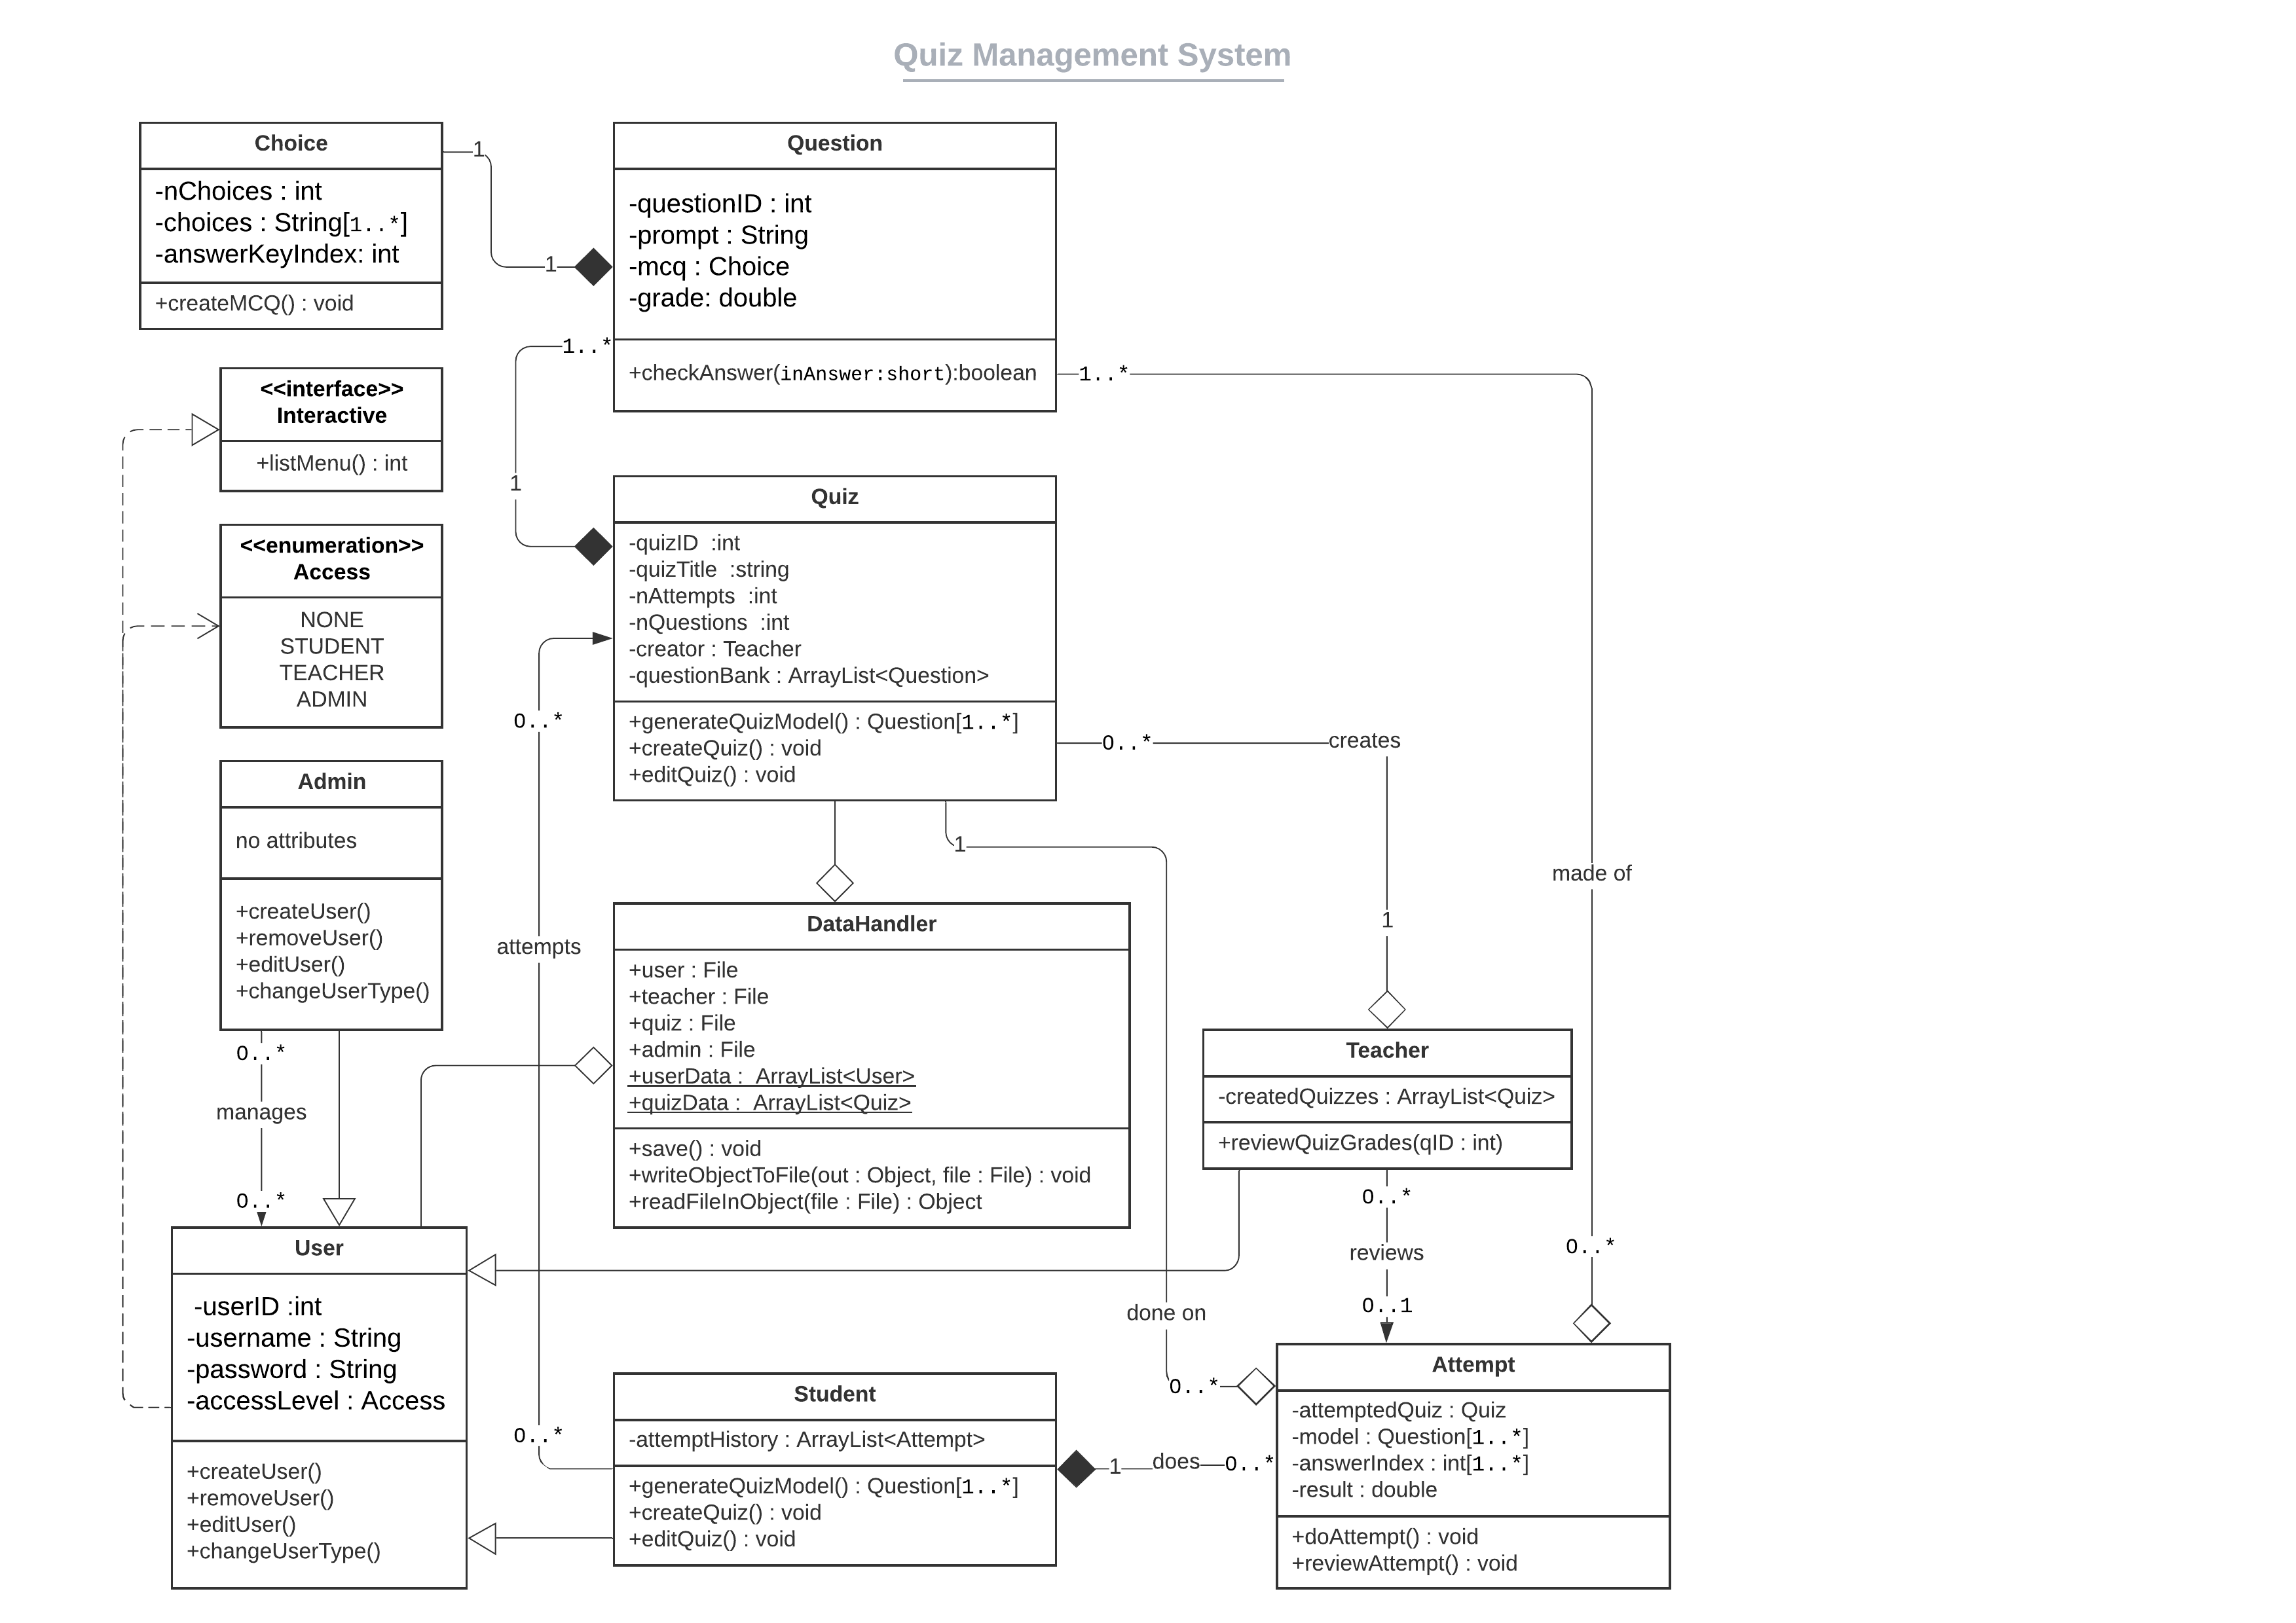 Quiz Management System
Choice
-nChoices : int
-choices : String[1..*]
-answerKeyIndex: int
+createMCQ() : void
1
1
Question
-questionID : int
-prompt : String
-mcq : Choice
-grade: double
+checkAnswer(inAnswer:short):boolean
1..*
1
1..*
made of
0..*
<<interface>>
Interactive
+listMenu() : int
<<enumeration>>
Access
NONE
STUDENT
TEACHER
ADMIN
Quiz
-quizID  :int
-quizTitle  :string
-nAttempts  :int
-nQuestions  :int
-creator : Teacher
-questionBank : ArrayList<Question>
+generateQuizModel() : Question[1..*]
+createQuiz() : void
+editQuiz() : void
0..*
attempts
0..*
0..*
creates
1
1
done on
0..*
Admin
no attributes
+createUser()
+removeUser()
+editUser()
+changeUserType()
0..*
manages
0..*
DataHandler
+user : File
+teacher : File
+quiz : File
+admin : File
+userData :  ArrayList<User>
+quizData :  ArrayList<Quiz>
+save() : void
+writeObjectToFile(out : Object, file : File) : void
+readFileInObject(file : File) : Object
Teacher
-createdQuizzes : ArrayList<Quiz>
+reviewQuizGrades(qID : int)
0..*
reviews
0..1
User
-userID :int
-username : String
-password : String
-accessLevel : Access
+createUser()
+removeUser()
+editUser()
+changeUserType()
Student
-attemptHistory : ArrayList<Attempt>
+generateQuizModel() : Question[1..*]
+createQuiz() : void
+editQuiz() : void
1
does
0..*
Attempt
-attemptedQuiz : Quiz
-model : Question[1..*]
-answerIndex : int[1..*]
-result : double
+doAttempt() : void
+reviewAttempt() : void